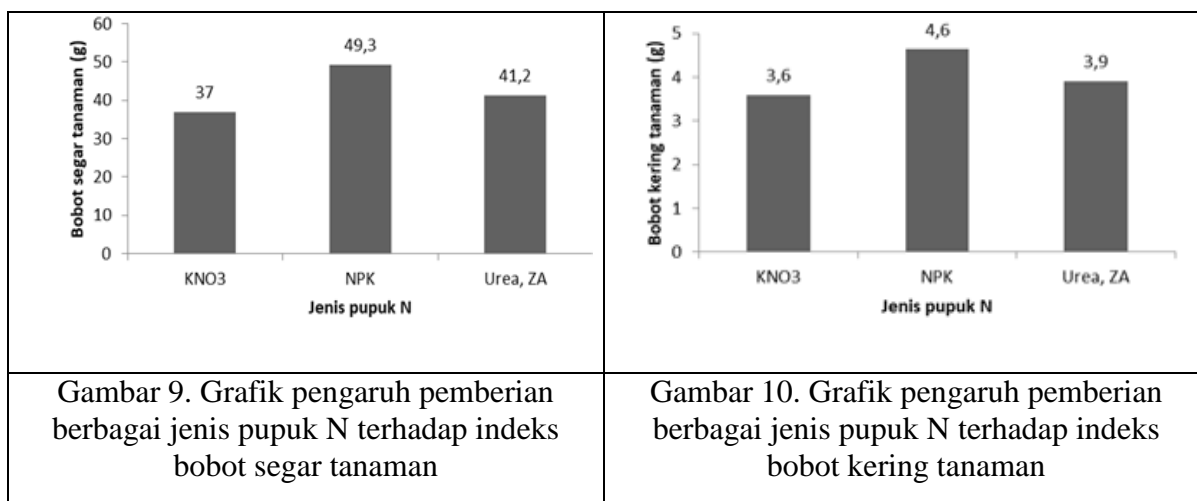 Bobot segar tanaman (g)
60
50
40
30
20
10
0
37
49,3
41,2
KNO3 NPK Urea, ZA
Jenis pupuk N
Bobot kering tanaman (g)
5
4
3
2
1
0
3,6
4,6
3,9
KNO3 NPK Urea, ZA
Jenis pupuk N
Gambar 9. Grafik pengaruh pemberian
berbagai jenis pupuk N terhadap indeks
bobot segar tanaman
Gambar 10. Grafik pengaruh pemberian
berbagai jenis pupuk N terhadap indeks
bobot kering tanaman